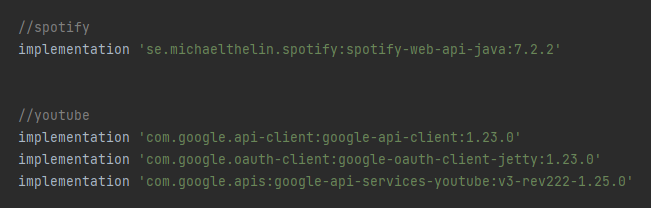 //spotify
implementation 'se.michaelthelin.spotify:spotify-web-api-java:7.2.2'
//youtube
implementation 'com.google.api-client:google-api-client:1.23.0'
implementation 'com.google.oauth-client:google-oauth-client-jetty:1.23.0'
implementation 'com.google.apis:google-api-services-youtube:v3-rev222-1.25.0'